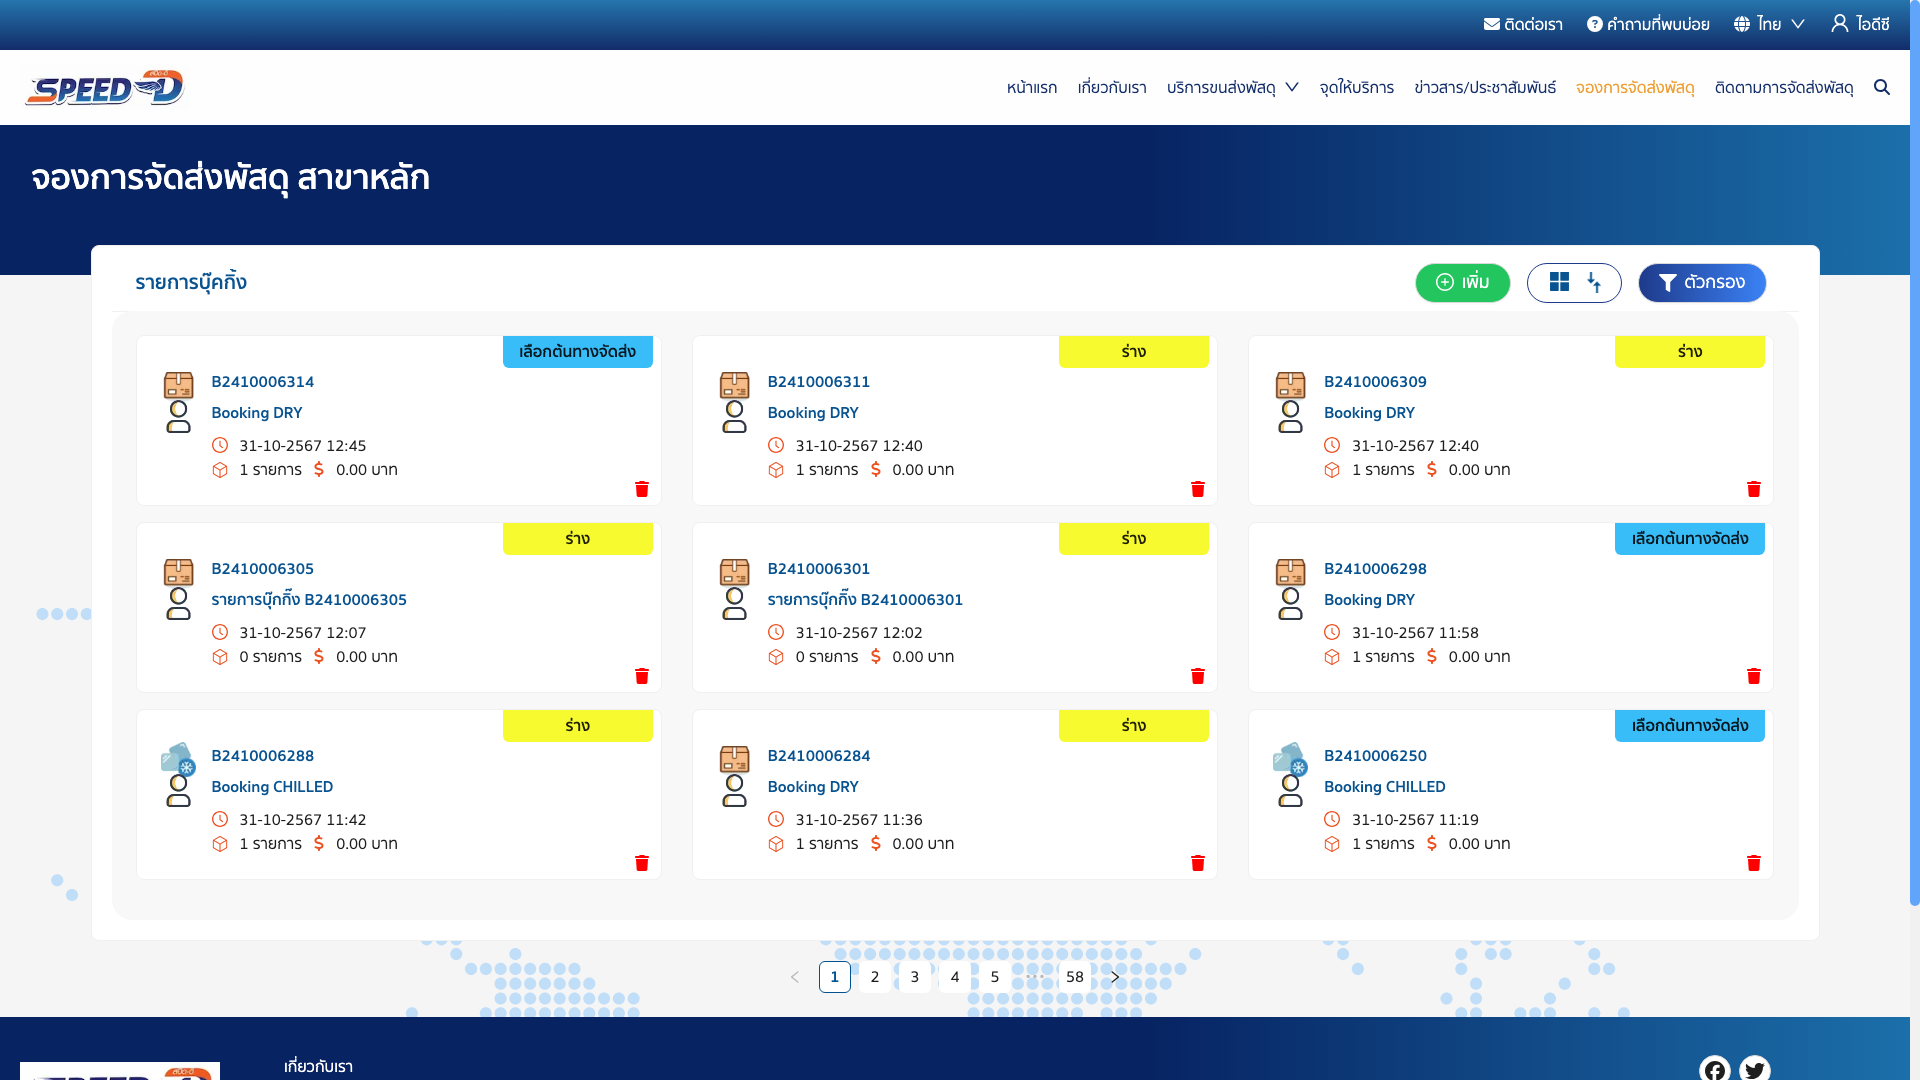 ติดต่อเรา คำถามที่พบบ่อย ไทย ไอดีซี
SPEED-D
หน้าแรก เกี่ยวกับเรา บริการขนส่งพัสดุ จุดให้บริการ ข่าวสาร/ประชาสัมพันธ์ จองการจัดส่งพัสดุ ติดตามการจัดส่งพัสดุ
จองการจัดส่งพัสดุ สาขาหลัก
รายการบุ๊คกิ้ง
เพิ่ม ตัวกรอง
เลือกต้นทางจัดส่ง
B2410006314
Booking DRY
31-10-2567 12:45
1 รายการ $ 0.00 บาท
ร่าง
B2410006311
Booking DRY
31-10-2567 12:40
1 รายการ $ 0.00 บาท
ร่าง
B2410006309
Booking DRY
31-10-2567 12:40
1 รายการ $ 0.00 บาท
ร่าง
B2410006305
รายการบุ๊กกิ๊ง B2410006305
31-10-2567 12:07
0 รายการ $ 0.00 บาท
ร่าง
B2410006301
รายการบุ๊กกิ๊ง B2410006301
31-10-2567 12:02
0 รายการ $ 0.00 บาท
เลือกต้นทางจัดส่ง
B2410006298
Booking DRY
31-10-2567 11:58
1 รายการ $ 0.00 บาท
ร่าง
B2410006288
Booking CHILLED
31-10-2567 11:42
1 รายการ $ 0.00 บาท
ร่าง
B2410006284
Booking DRY
31-10-2567 11:36
1 รายการ $ 0.00 บาท
เลือกต้นทางจัดส่ง
B2410006250
Booking CHILLED
31-10-2567 11:19
1 รายการ $ 0.00 บาท
< 1 2 3 4 5 ••• 58 >
เกี่ยวกับเรา